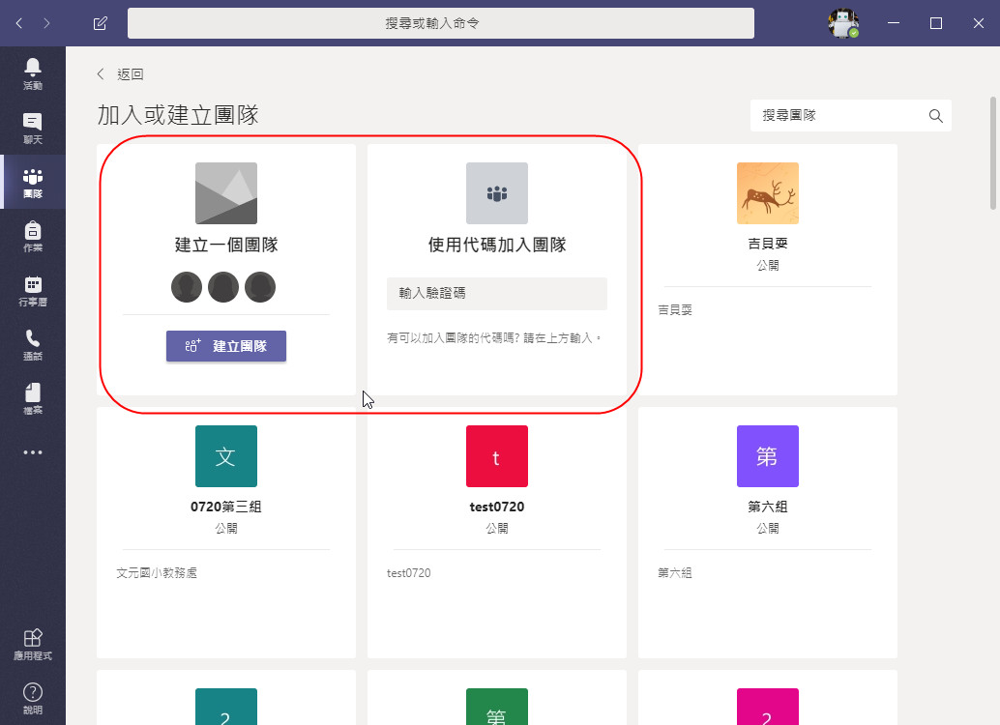 搜尋或輸入命令
活動
聊天
團隊
作業
行事曆
通話
檔案
應用程式
說明
返回
加入或建立團隊
搜尋團隊
建立一個團隊
建立團隊
使用代碼加入團隊
輸入驗證碼
有可以加入團隊的代碼嗎? 請在上方輸入。
吉貝耍
公開
吉貝耍
文
0720第三組
公開
文元國小教務處
t
test0720
公開
test0720
第
第六組
公開
第六組
2
第
2